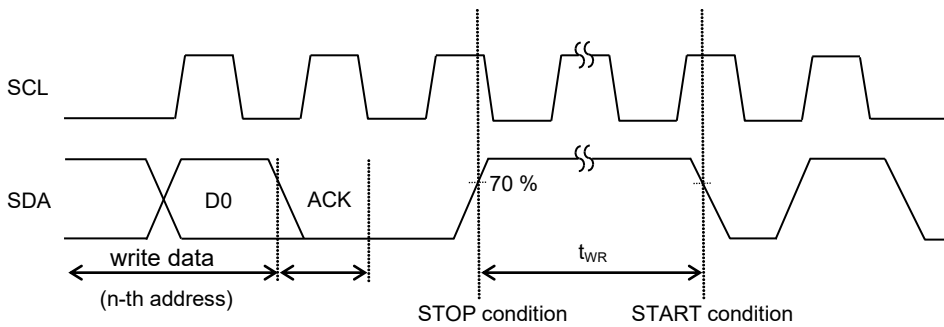 SCL
SDA
D0
ACK
70 %
write data
(n-th address)
tWR
STOP condition
START condition